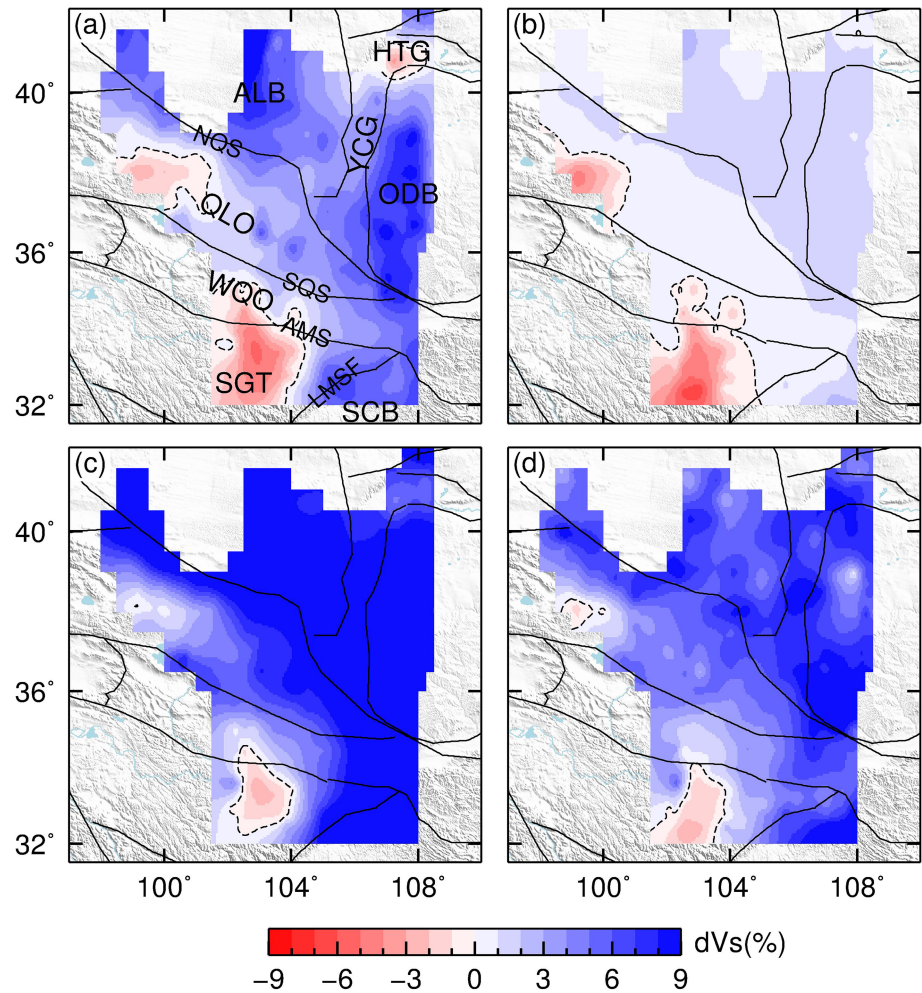 (a)
HTG
ALB
NQS
YCG
ODB
QLO
WQO
SQS
AMS
SGT
LMSF
SCB
40°
36°
32°
(b)
(c)
40°
36°
32°
100° 104° 108°
(d)
100° 104° 108°
dVs(%)
−9 −6 −3 0 3 6 9